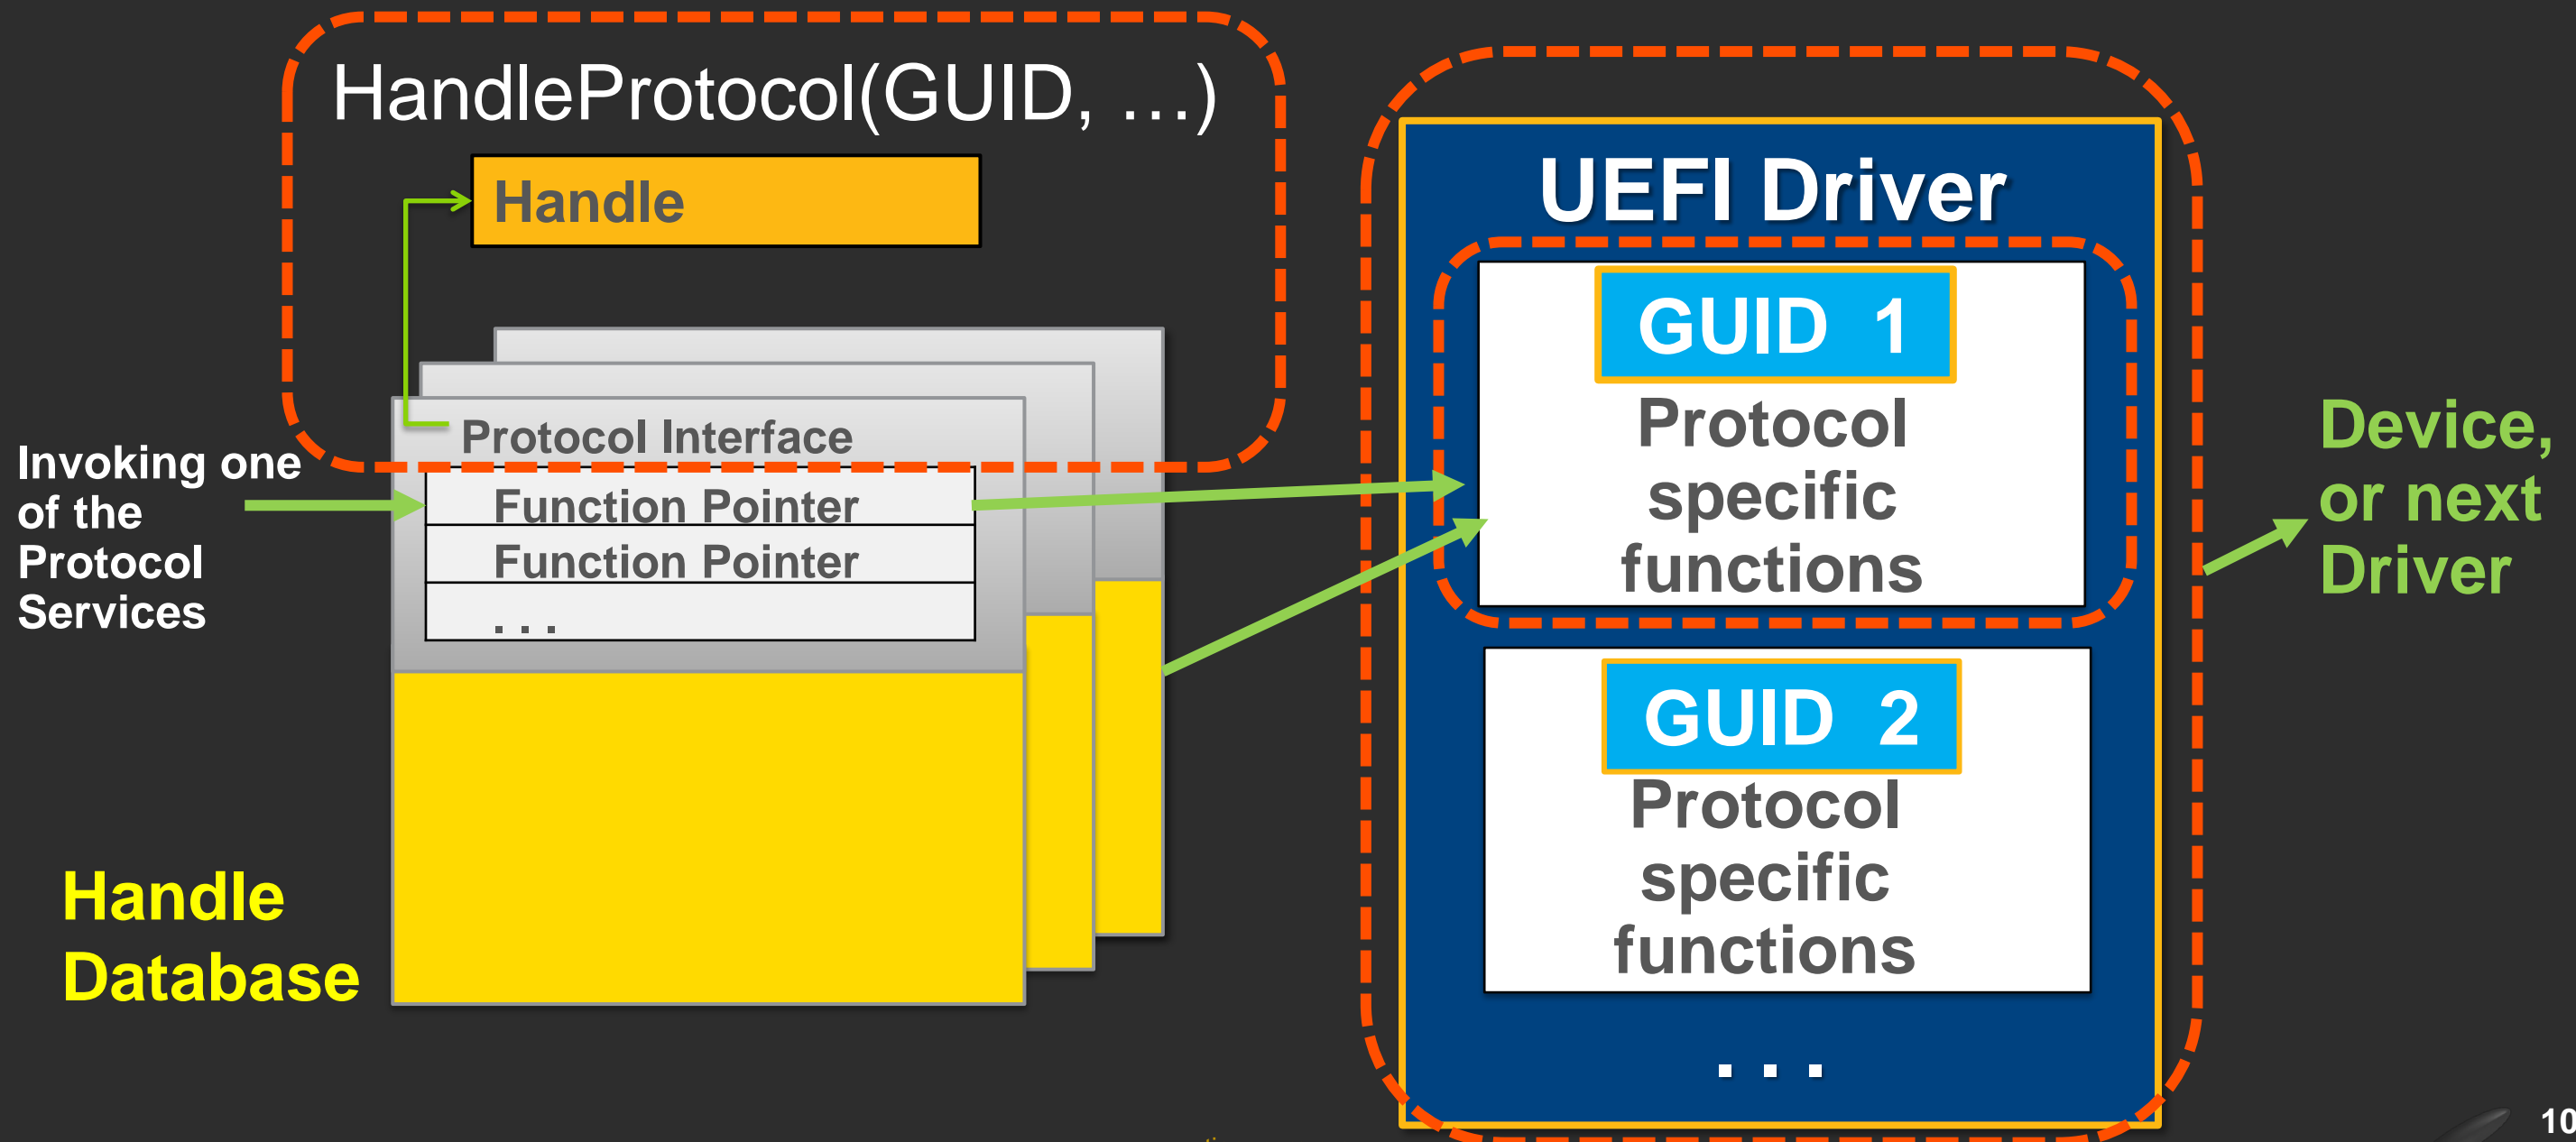 HandleProtocol(GUID, …)
Handle
Protocol Interface
Function Pointer
Function Pointer
. . .
Invoking one
of the
Protocol
Services
Handle
Database
UEFI Driver
GUID 1
Protocol
specific
functions
GUID 2
Protocol
specific
functions
. . .
Device,
or next
Driver
10